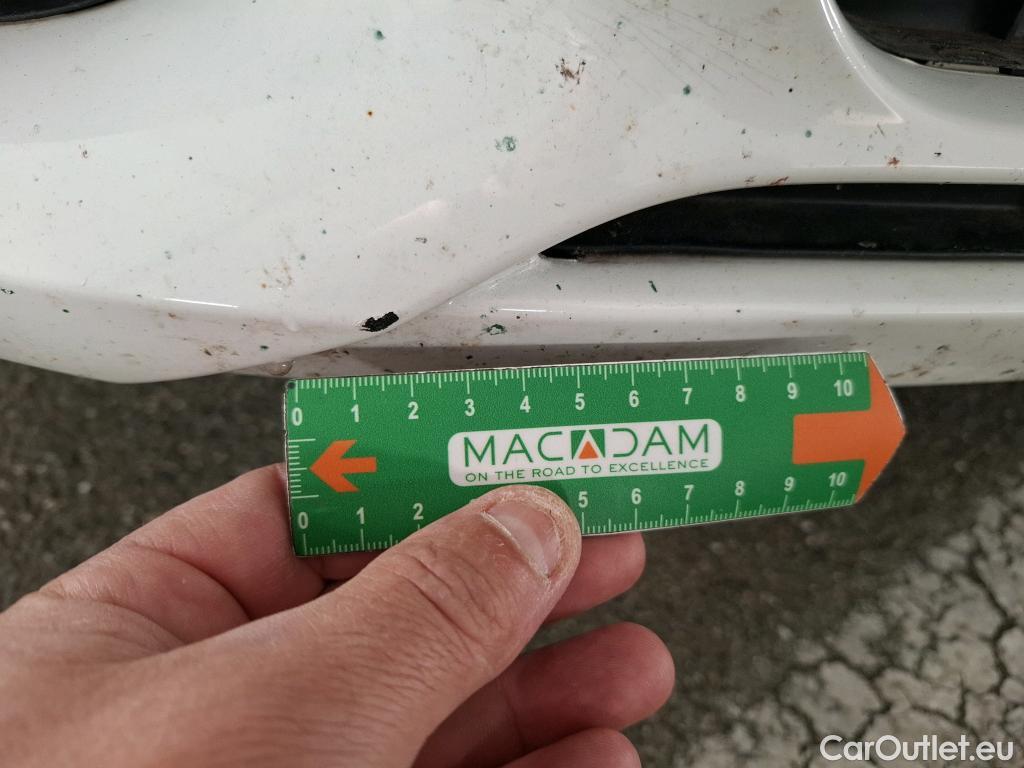 0 1 2 3 4 5 6 7 8 9 10
MACADAM
ON THE ROAD TO EXCELLENCE
0 1 2 5 6 7 8 9 10
CarOutlet.eu